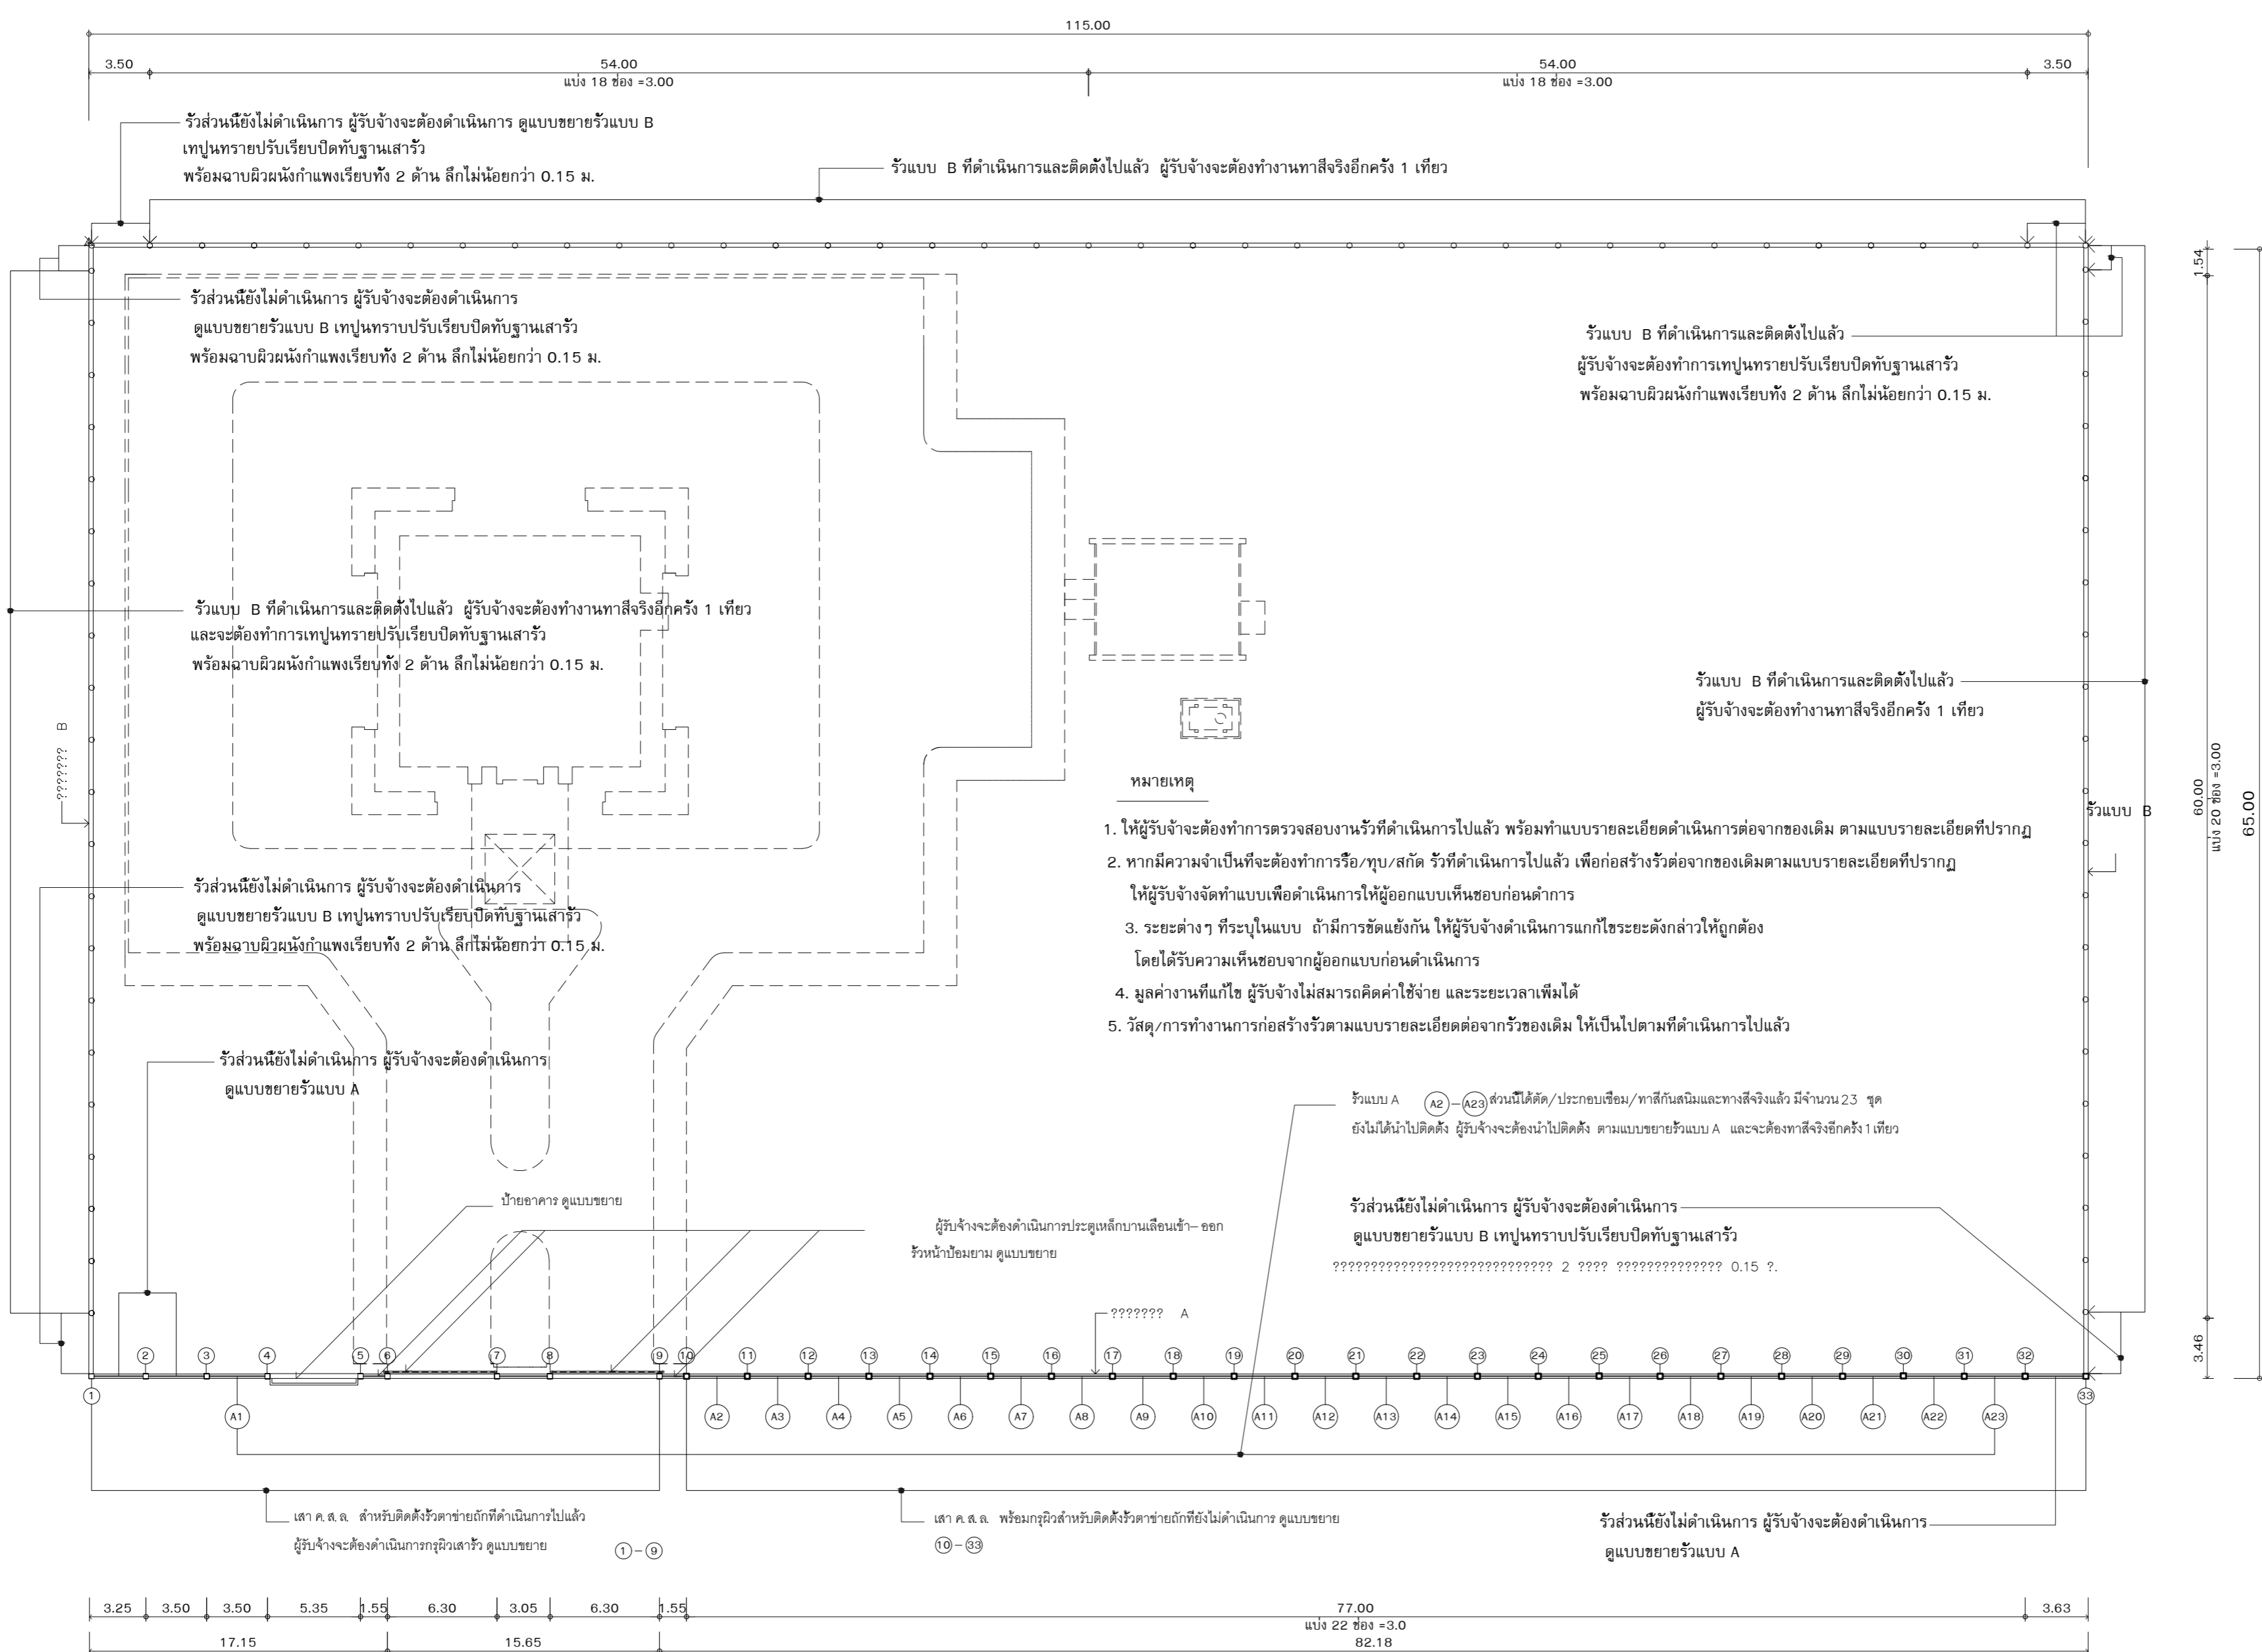 115.00
3.50
54.00
54.00
3.50
แบ่ง 18 ช่อง =3.00
แบ่ง 18 ช่อง =3.00
รั้วส่วนนี้ยังไม่ดำเนินการ ผู้รับจ้างจะต้องดำเนินการ ดูแบบขยายรั้วแบบ B
เทปูนทรายปรับเรียบปิดทับฐานเสารั้ว
พร้อมฉาบผิวผนังกำแพงเรียบทั้ง 2 ด้าน ลึกไม่น้อยกว่า 0.15 ม.
รั้วแบบ B ที่ดำเนินการและติดตั้งไปแล้ว ผู้รับจ้างจะต้องทำงานทาสีจริงอีกครั้ง 1 เที่ยว
รั้วส่วนนี้ยังไม่ดำเนินการ ผู้รับจ้างจะต้องดำเนินการ
ดูแบบขยายรั้วแบบ B เทปูนทราบปรับเรียบปิดทับฐานเสารั้ว
พร้อมฉาบผิวผนังกำแพงเรียบทั้ง 2 ด้าน ลึกไม่น้อยกว่า 0.15 ม.
รั้วแบบ B ที่ดำเนินการและติดตั้งไปแล้ว
ผู้รับจ้างจะต้องทำการเทปูนทรายปรับเรียบปิดทับฐานเสารั้ว
พร้อมฉาบผิวผนังกำแพงเรียบทั้ง 2 ด้าน ลึกไม่น้อยกว่า 0.15 ม.
1.54
รั้วแบบ B ที่ดำเนินการและติดตั้งไปแล้ว ผู้รับจ้างจะต้องทำงานทาสีจริงอีกครั้ง 1 เที่ยว
และจะต้องทำการเทปูนทรายปรับเรียบปิดทับฐานเสารั้ว
พร้อมฉาบผิวผนังกำแพงเรียบทั้ง 2 ด้าน ลึกไม่น้อยกว่า 0.15 ม.
รั้วแบบ B ที่ดำเนินการและติดตั้งไปแล้ว
ผู้รับจ้างจะต้องทำงานทาสีจริงอีกครั้ง 1 เที่ยว
??????? B
รั้วแบบ B
60.00
แบ่ง 20 ช่อง =3.00
65.00
หมายเหตุ
1. ให้ผู้รับจ้าจะต้องทำการตรวจสอบงานรั้วที่ดำเนินการไปแล้ว พร้อมทำแบบรายละเอียดดำเนินการต่อจากของเดิม ตามแบบรายละเอียดที่ปรากฏ
2. หากมีความจำเป็นที่จะต้องทำการรื้อ/ทุบ/สกัด รั้วที่ดำเนินการไปแล้ว เพื่อก่อสร้างรั้วต่อจากของเดิมตามแบบรายละเอียดที่ปรากฏ
ให้ผู้รับจ้างจัดทำแบบเพื่อดำเนินการให้ผู้ออกแบบเห็นชอบก่อนดำการ
3. ระยะต่างๆ ที่ระบุในแบบ ถ้ามีการขัดแย้งกัน ให้ผู้รับจ้างดำเนินการแกก้ไขระยะดังกล่าวให้ถูกต้อง
โดยได้รับความเห็นชอบจากผู้ออกแบบก่อนดำเนินการ
4. มูลค่างานที่แก้ไข ผู้รับจ้างไม่สมารถคิดค่าใช้จ่าย และระยะเวลาเพิ่มได้
5. วัสดุ/การทำงานการก่อสร้างรั้วตามแบบรายละเอียดต่อจากรั้วของเดิม ให้เป็นไปตามที่ดำเนินการไปแล้ว
รั้วส่วนนี้ยังไม่ดำเนินการ ผู้รับจ้างจะต้องดำเนินการ
ดูแบบขยายรั้วแบบ B เทปูนทราบปรับเรียบปิดทับฐานเสารั้ว
พร้อมฉาบผิวผนังกำแพงเรียบทั้ง 2 ด้าน ลึกไม่น้อยกว่า 0.15 ม.
รั้วส่วนนี้ยังไม่ดำเนินการ ผู้รับจ้างจะต้องดำเนินการ
ดูแบบขยายรั้วแบบ A
รั้วแบบ A A2 – A23 ส่วนนี้ได้ตัด/ประกอบเชื่อม/ทาสีกันสนิมและทางสีจริงแล้ว มีจำนวน 23 ชุด
ยังไม่ได้นำไปติดตั้ง ผู้รับจ้างจะต้องนำไปติดตั้ง ตามแบบขยายรั้วแบบ A และจะต้องทาสีจริงอีกครั้ง 1 เที่ยว
ป้ายอาคาร ดูแบบขยาย
ผู้รับจ้างจะต้องดำเนินการประตูเหล็กบานเลื่อนเข้า– ออก
รั้วหน้าป้อมยาม ดูแบบขยาย
รั้วส่วนนี้ยังไม่ดำเนินการ ผู้รับจ้างจะต้องดำเนินการ
ดูแบบขยายรั้วแบบ B เทปูนทราบปรับเรียบปิดทับฐานเสารั้ว
????????????????????????????? 2 ???? ?????????????? 0.15 ?.
??????? A
3.46
2 3 4 5 6 7 8 9 10 11 12 13 14 15 16 17 18 19 20 21 22 23 24 25 26 27 28 29 30 31 32
1 33
A1 A2 A3 A4 A5 A6 A7 A8 A9 A10 A11 A12 A13 A14 A15 A16 A17 A18 A19 A20 A21 A22 A23
เสา ค.ส.ล. สำหรับติดตั้งรั้วตาข่ายถักที่ดำเนินการไปแล้ว
ผู้รับจ้างจะต้องดำเนินการกรุผิวเสารั้ว ดูแบบขยาย 1 – 9
เสา ค.ส.ล. พร้อมกรุผิวสำหรับติดตั้งรั้วตาข่ายถักที่ยังไม่ดำเนินการ ดูแบบขยาย
10 – 33
รั้วส่วนนี้ยังไม่ดำเนินการ ผู้รับจ้างจะต้องดำเนินการ
ดูแบบขยายรั้วแบบ A
3.25 3.50 3.50 5.35 1.55 6.30 3.05 6.30 1.55 77.00 3.63
แบ่ง 22 ช่อง =3.0
17.15 15.65 82.18